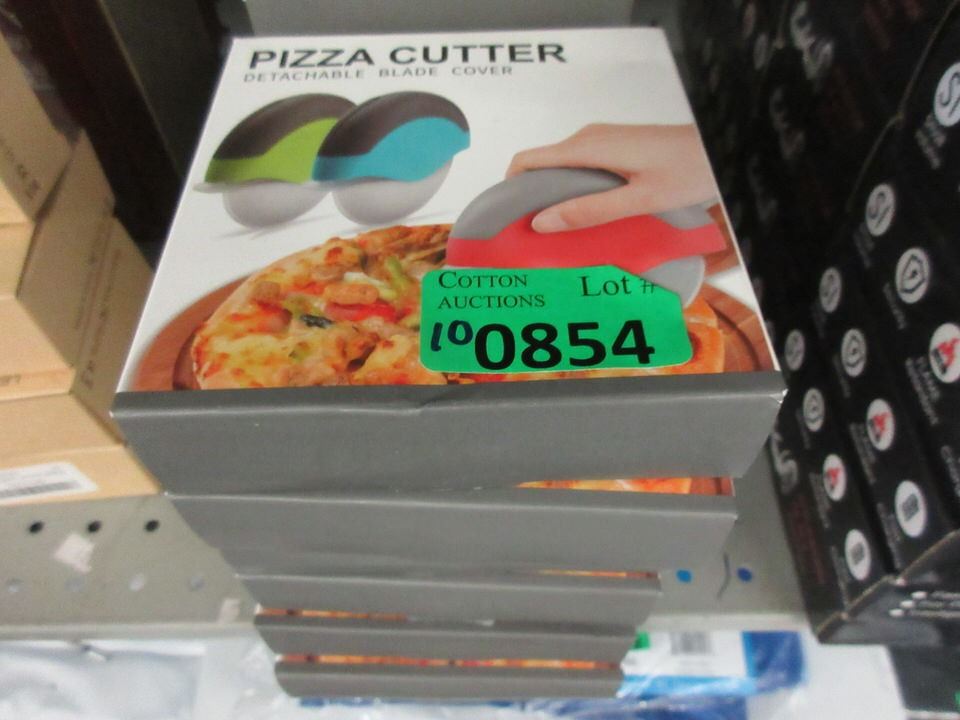 PIZZA CUTTER
DETACHABLE BLADE COVER
COTTON AUCTIONS
Lot #
10 0854